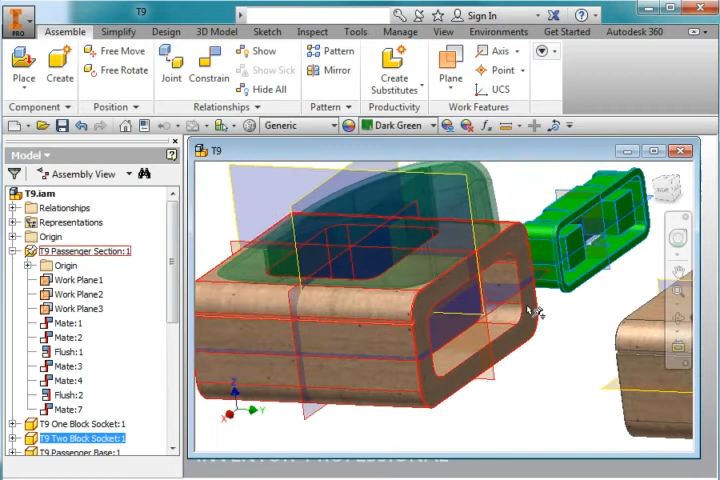 T9
Sign In
PRO
Assemble Simplify Design 3D Model Sketch Inspect Tools Manage View Environments Get Started Autodesk 360
Place
Create
Free Move
Free Rotate
Joint
Constrain
Show
Show Sick
Hide All
Pattern
Mirror
Create
Substitutes
Plane
Axis
Point
UCS
Component Position Relationships Pattern Productivity Work Features
Generic Dark Green
Model
Assembly View
T9.iam
Relationships
Representations
Origin
T9 Passenger Section:1
Origin
Work Plane1
Work Plane2
Work Plane3
Mate:1
Mate:2
Flush:1
Mate:3
Mate:4
Flush:2
Mate:7
T9 One Block Socket:1
T9 Two Block Socket:1
T9 Passenger Base:1
T9
Z
Y
X
INVENTOR PROFESSIONAL